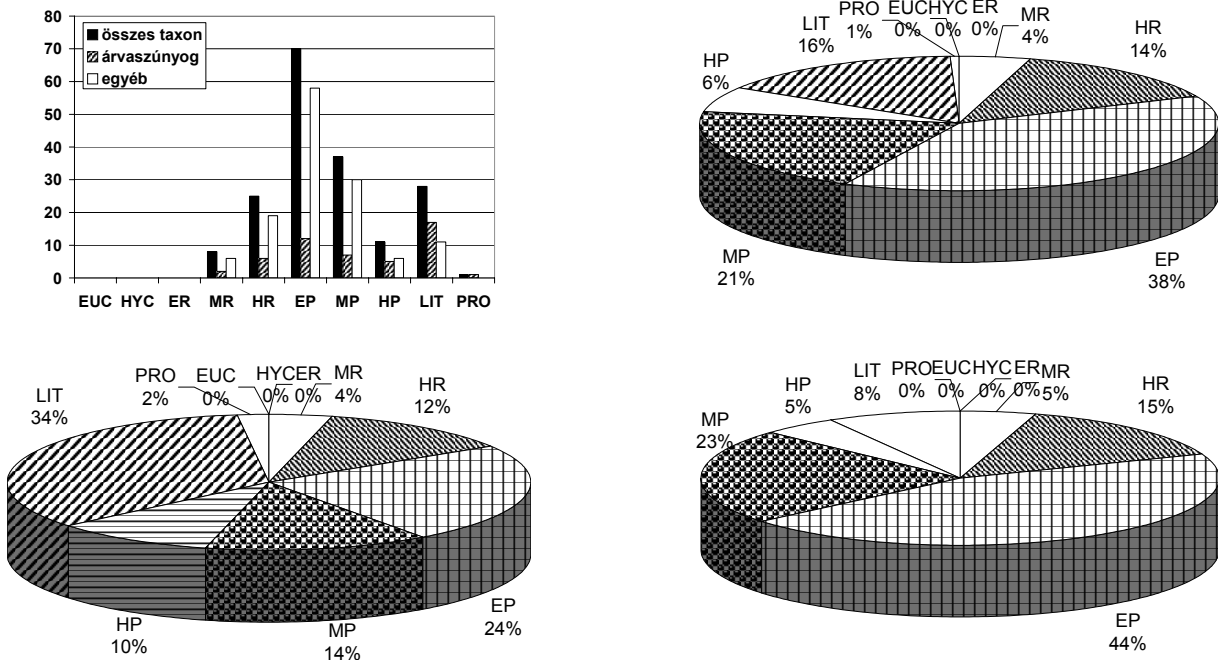 80
70
60
50
40
30
20
10
0
összes taxon
árvaszúnyog
egyéb
EUC HYC ER MR HR EP MP HP LIT PRO
PRO EUC HYC ER MR HR
1% 0% 0% 0% 4% 14%
LIT
16%
HP
6%
MP
21%
EP
38%
LIT
34%
PRO EUC HYC ER MR HR
2% 0% 0% 0% 4% 12%
HP
10%
MP
14%
EP
24%
MP
23%
HP
5%
LIT PRO EUC HYC ER MR HR
8% 0% 0% 0% 0% 5% 15%
EP
44%